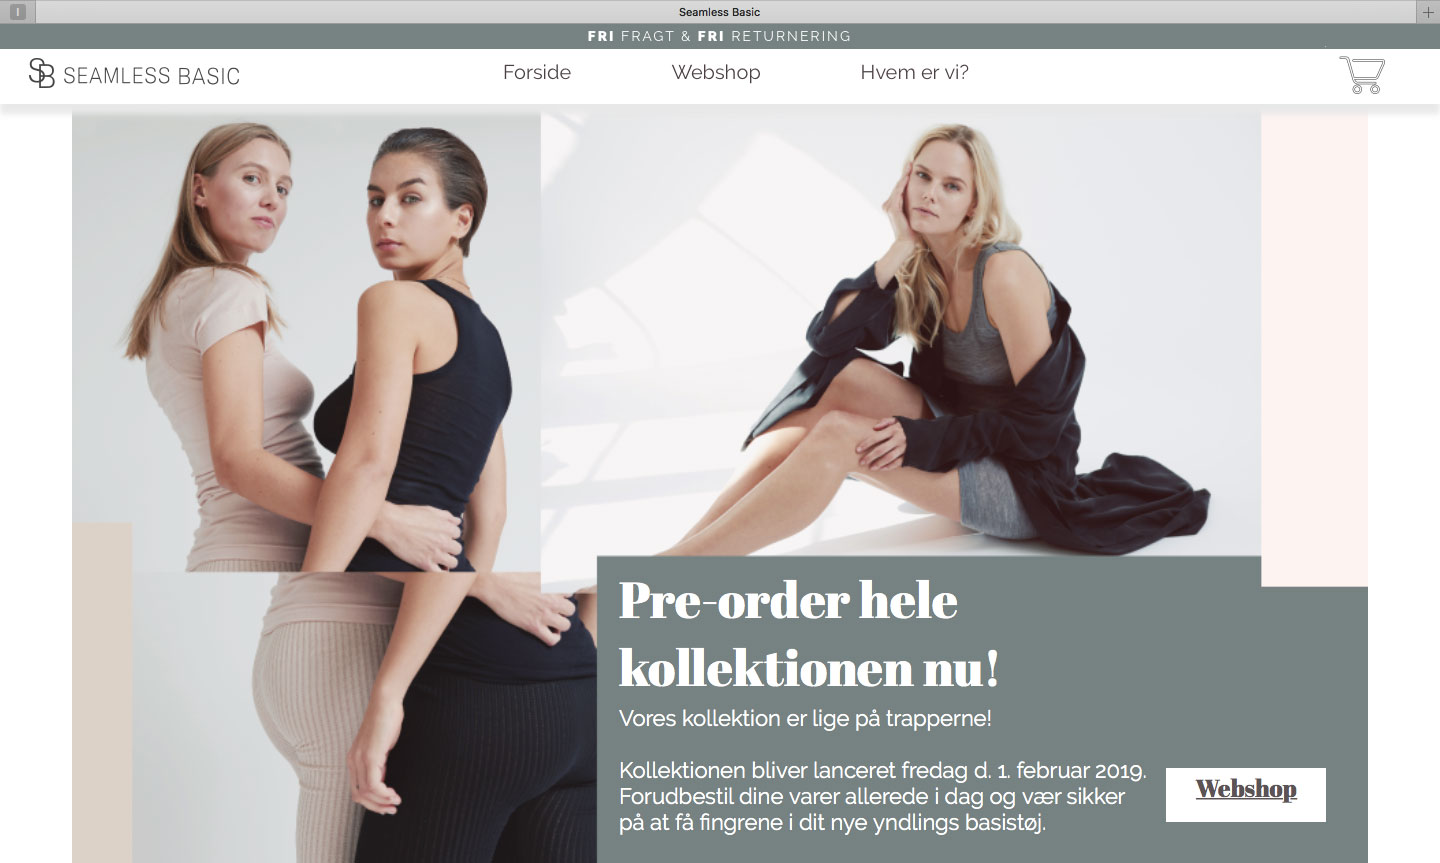 Seamless Basic
FRI FRAGT & FRI RETURNERING
SB SEAMLESS BASIC
Forside
Webshop
Hvem er vi?
Pre-order hele
kollektionen nu!
Vores kollektion er lige på trapperne!
Kollektionen bliver lanceret fredag d. 1. februar 2019.
Forudbestil dine varer allerede i dag og vær sikker
på at få fingrene i dit nye yndlings basistøj.
Webshop